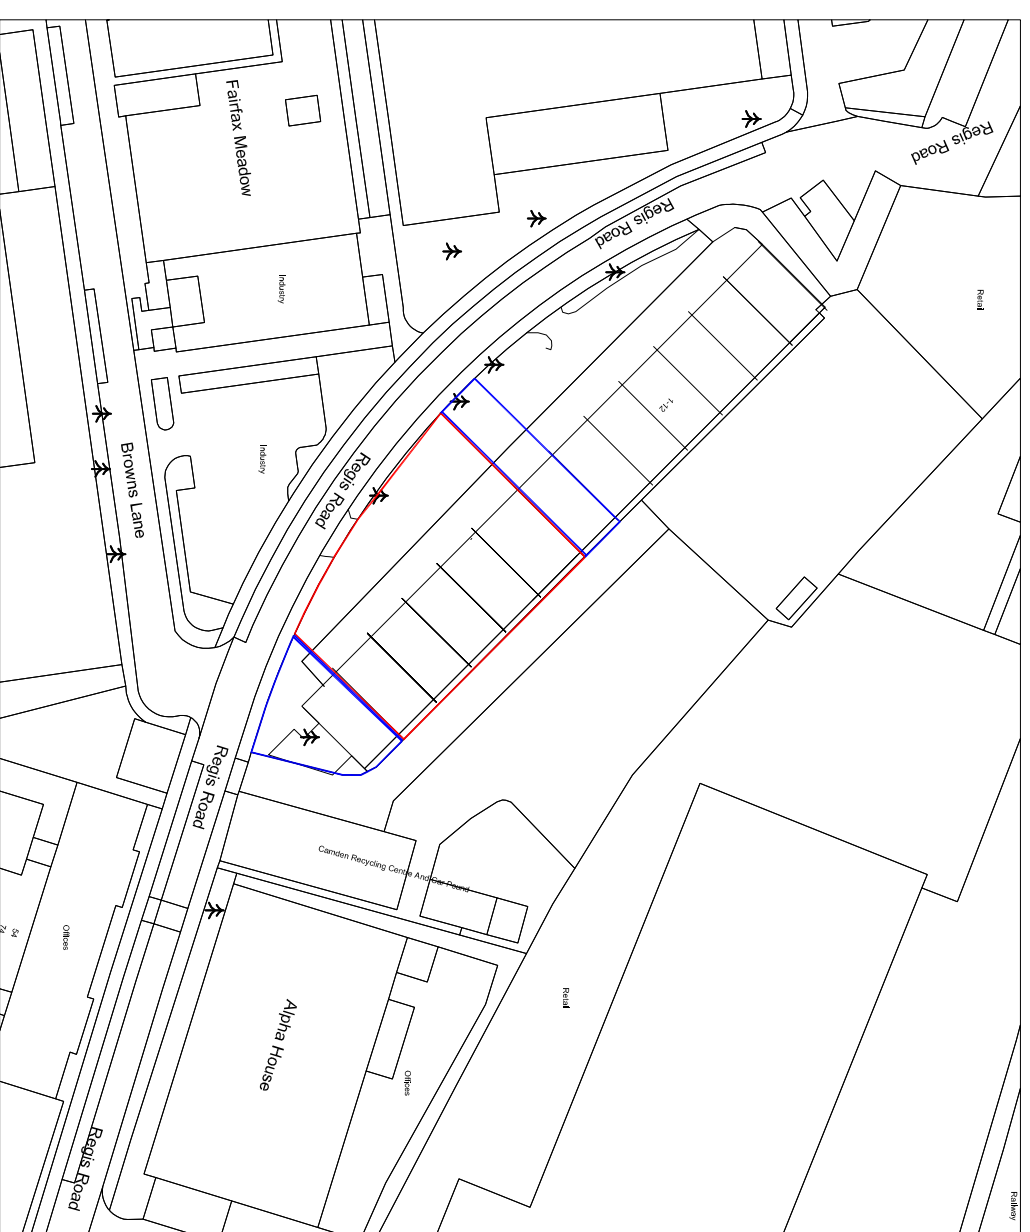 Regis Road
Fairfax Meadow
Regis Road
Industry
Retail
1-12
Industry
Browns Lane
Regis Road
Regis Road
Camden Recycling Centre And Car Pound
Offices
54
74
Retail
Alpha House
Offices
Regis Road
Railway